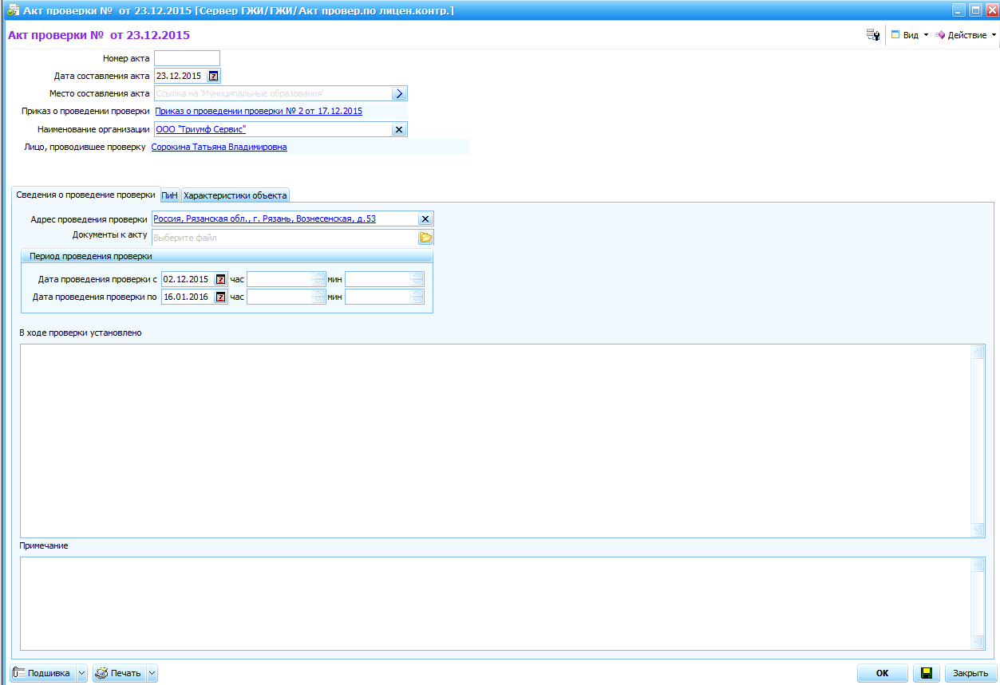 Акт проверки № от 23.12.2015 [Сервер ГЖИ/ГЖИ/Акт провер.по лицен.контр.]
Акт проверки № от 23.12.2015
Вид
Действие
Номер акта
Дата составления акта 23.12.2015
Место составления акта Ссылка на 'Муниципальные образования'
Приказ о проведении проверки Приказ о проведении проверки № 2 от 17.12.2015
Наименование организации ООО "Триумф Сервис"
Лицо, проводившее проверку Сорокина Татьяна Владимировна
Сведения о проведение проверки ПиН Характеристики объекта
Адрес проведения проверки Россия, Рязанская обл., г. Рязань, Вознесенская, д.53
Документы к акту Выберите файл
Период проведения проверки
Дата проведения проверки с 02.12.2015 час мин
Дата проведения проверки по 16.01.2016 час мин
В ходе проверки установлено
Примечание
Подшивка Печать OK Закрыть